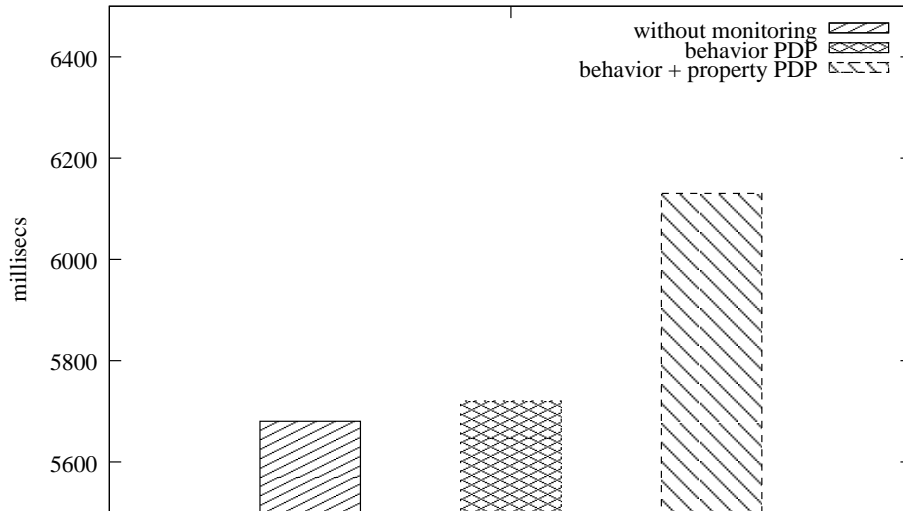 6400
6200
6000
5800
5600
millisecs
without monitoring
behavior PDP
behavior + property PDP